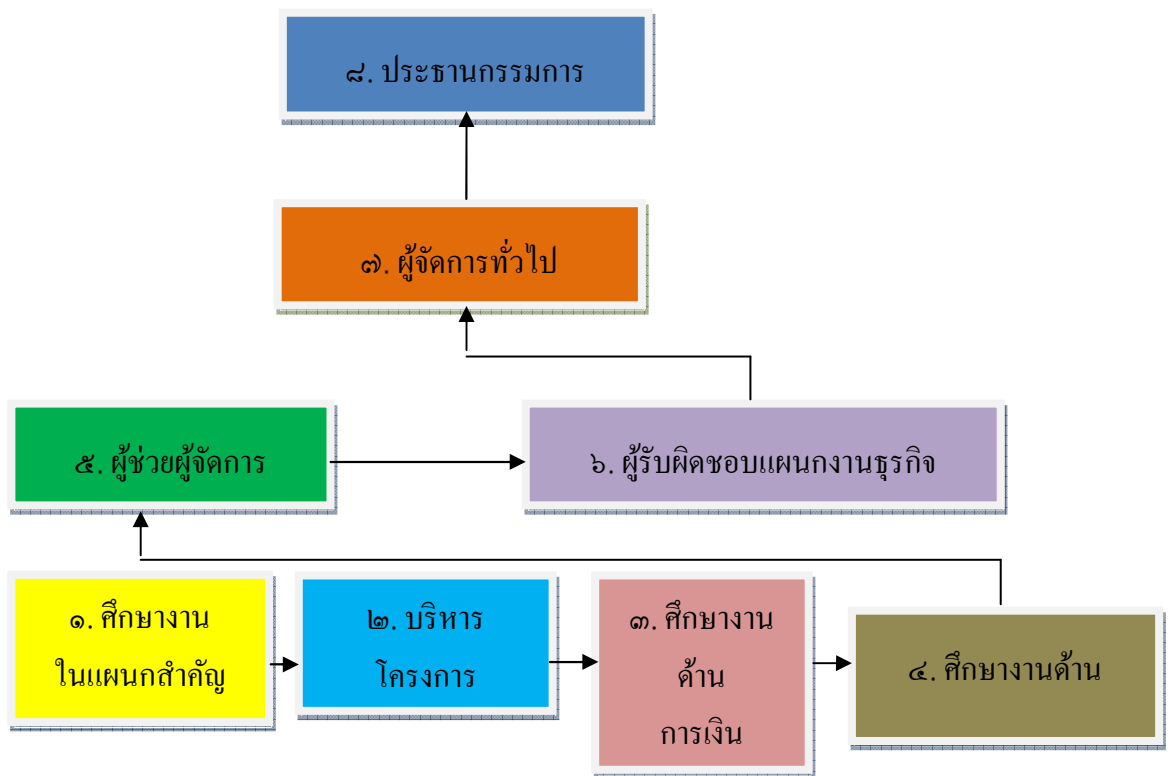 ๘. ประธานกรรมการ
๗. ผู้จัดการทั่วไป
๕. ผู้ช่วยผู้จัดการ
๖. ผู้รับผิดชอบแผนกงานธุรกิจ
๑. ศึกษางาน
ในแผนกสำคัญ
๒. บริหาร
โครงการ
๓. ศึกษางาน
ด้าน
การเงิน
๔. ศึกษางานด้าน